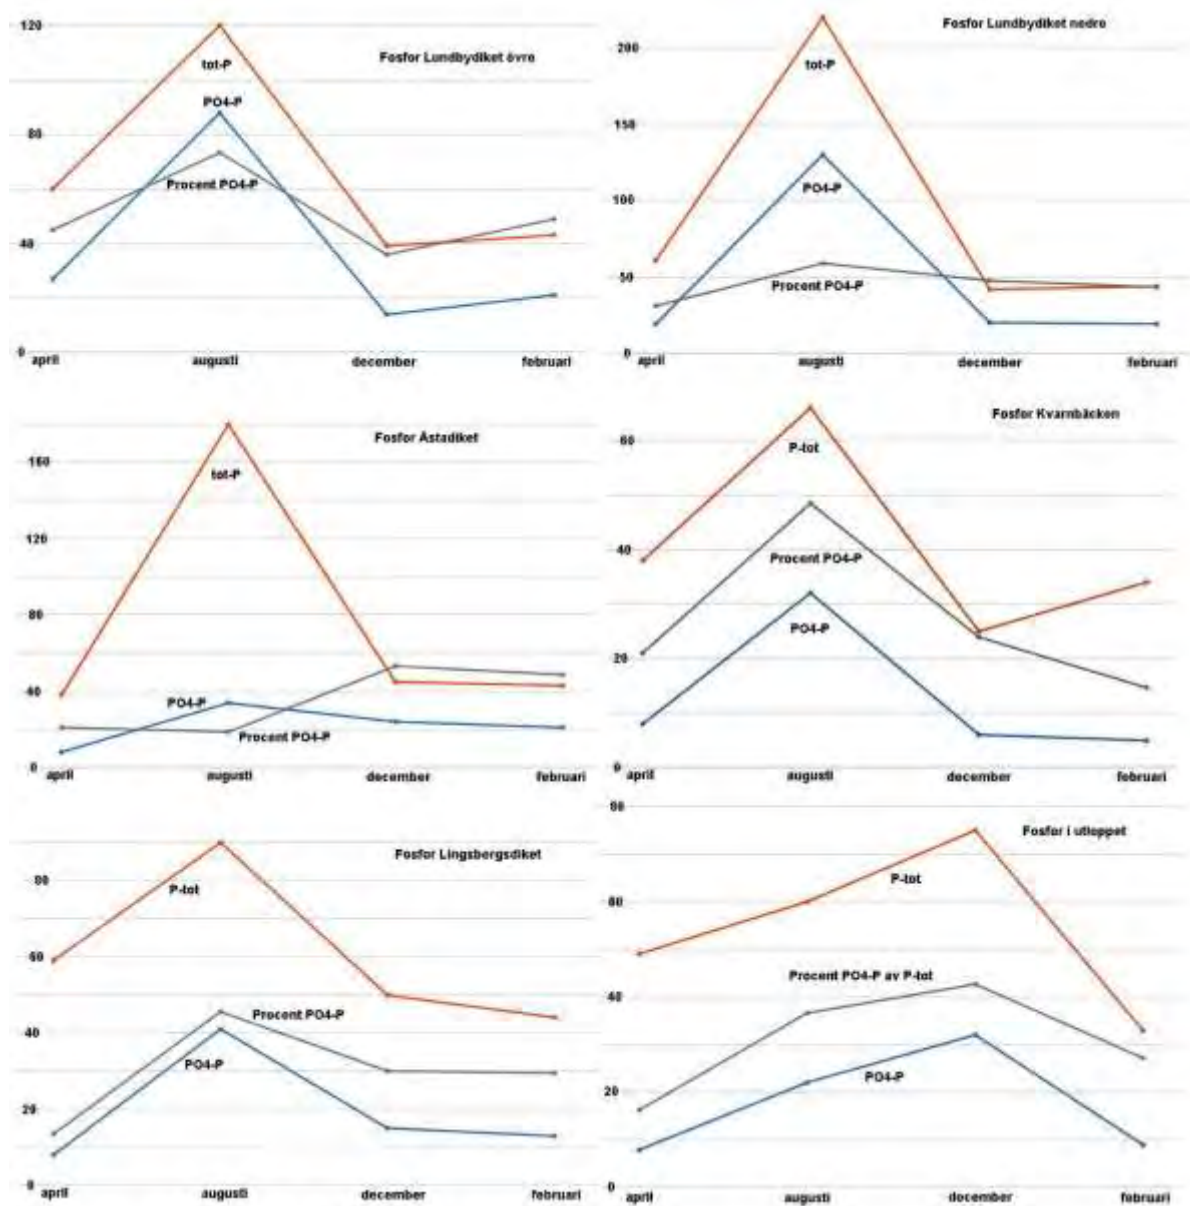 Fosfor Lundbydiket övre
120
80
40
0
tot-P
PO4-P
Procent PO4-P
april augusti december februari
Fosfor Lundbydiket nedre
200
150
100
50
0
tot-P
PO4-P
Procent PO4-P
april augusti december februari
Fosfor Åstadiket
160
120
80
40
0
tot-P
PO4-P
Procent PO4-P
april augusti december februari
Fosfor Kvarnbäcken
60
40
20
0
P-tot
Procent PO4-P
PO4-P
april augusti december februari
Fosfor Lingsbergsdiket
80
60
40
20
0
P-tot
Procent PO4-P
PO4-P
april augusti december februari
Fosfor i utloppet
80
60
40
20
0
P-tot
Procent PO4-P av P-tot
PO4-P
april augusti december februari